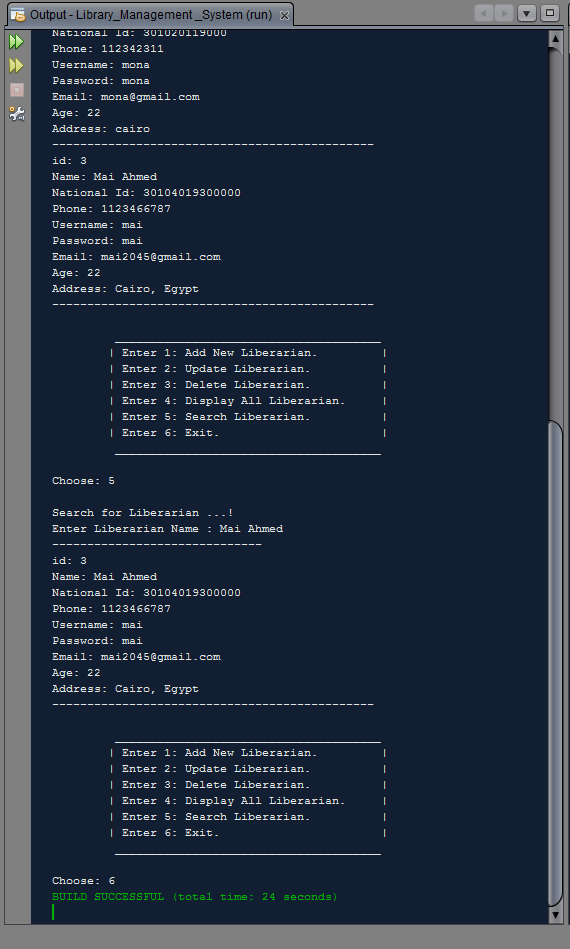 Output - Library_Management _System (run)
National Id: 301020119000
Phone: 112342311
Username: mona
Password: mona
Email: mona@gmail.com
Age: 22
Address: cairo
----------------------------------------------
id: 3
Name: Mai Ahmed
National Id: 30104019300000
Phone: 1123466787
Username: mai
Password: mai
Email: mai2045@gmail.com
Age: 22
Address: Cairo, Egypt
----------------------------------------------
______________________________________
| Enter 1: Add New Liberarian. |
| Enter 2: Update Liberarian. |
| Enter 3: Delete Liberarian. |
| Enter 4: Display All Liberarian. |
| Enter 5: Search Liberarian. |
| Enter 6: Exit. |
______________________________________
Choose: 5
Search for Liberarian ...!
Enter Liberarian Name : Mai Ahmed
------------------------------
id: 3
Name: Mai Ahmed
National Id: 30104019300000
Phone: 1123466787
Username: mai
Password: mai
Email: mai2045@gmail.com
Age: 22
Address: Cairo, Egypt
----------------------------------------------
______________________________________
| Enter 1: Add New Liberarian. |
| Enter 2: Update Liberarian. |
| Enter 3: Delete Liberarian. |
| Enter 4: Display All Liberarian. |
| Enter 5: Search Liberarian. |
| Enter 6: Exit. |
______________________________________
Choose: 6
BUILD SUCCESSFUL (total time: 24 seconds)